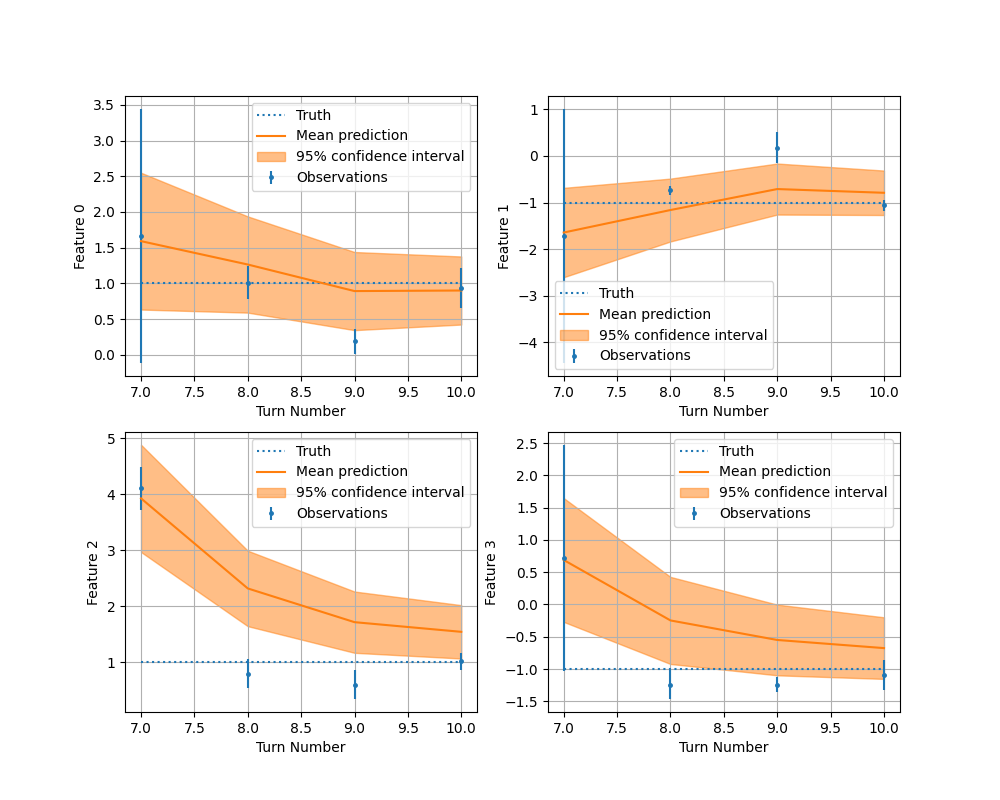 3.5
3.0
2.5
2.0
1.5
1.0
0.5
0.0
Feature 0
Truth
Mean prediction
95% confidence interval
Observations
7.0 7.5 8.0 8.5 9.0 9.5 10.0
Turn Number
1
0
−1
−2
−3
−4
Feature 1
Truth
Mean prediction
95% confidence interval
Observations
7.0 7.5 8.0 8.5 9.0 9.5 10.0
Turn Number
5
4
3
2
1
Feature 2
Truth
Mean prediction
95% confidence interval
Observations
7.0 7.5 8.0 8.5 9.0 9.5 10.0
Turn Number
2.5
2.0
1.5
1.0
0.5
0.0
−0.5
−1.0
−1.5
Feature 3
Truth
Mean prediction
95% confidence interval
Observations
7.0 7.5 8.0 8.5 9.0 9.5 10.0
Turn Number